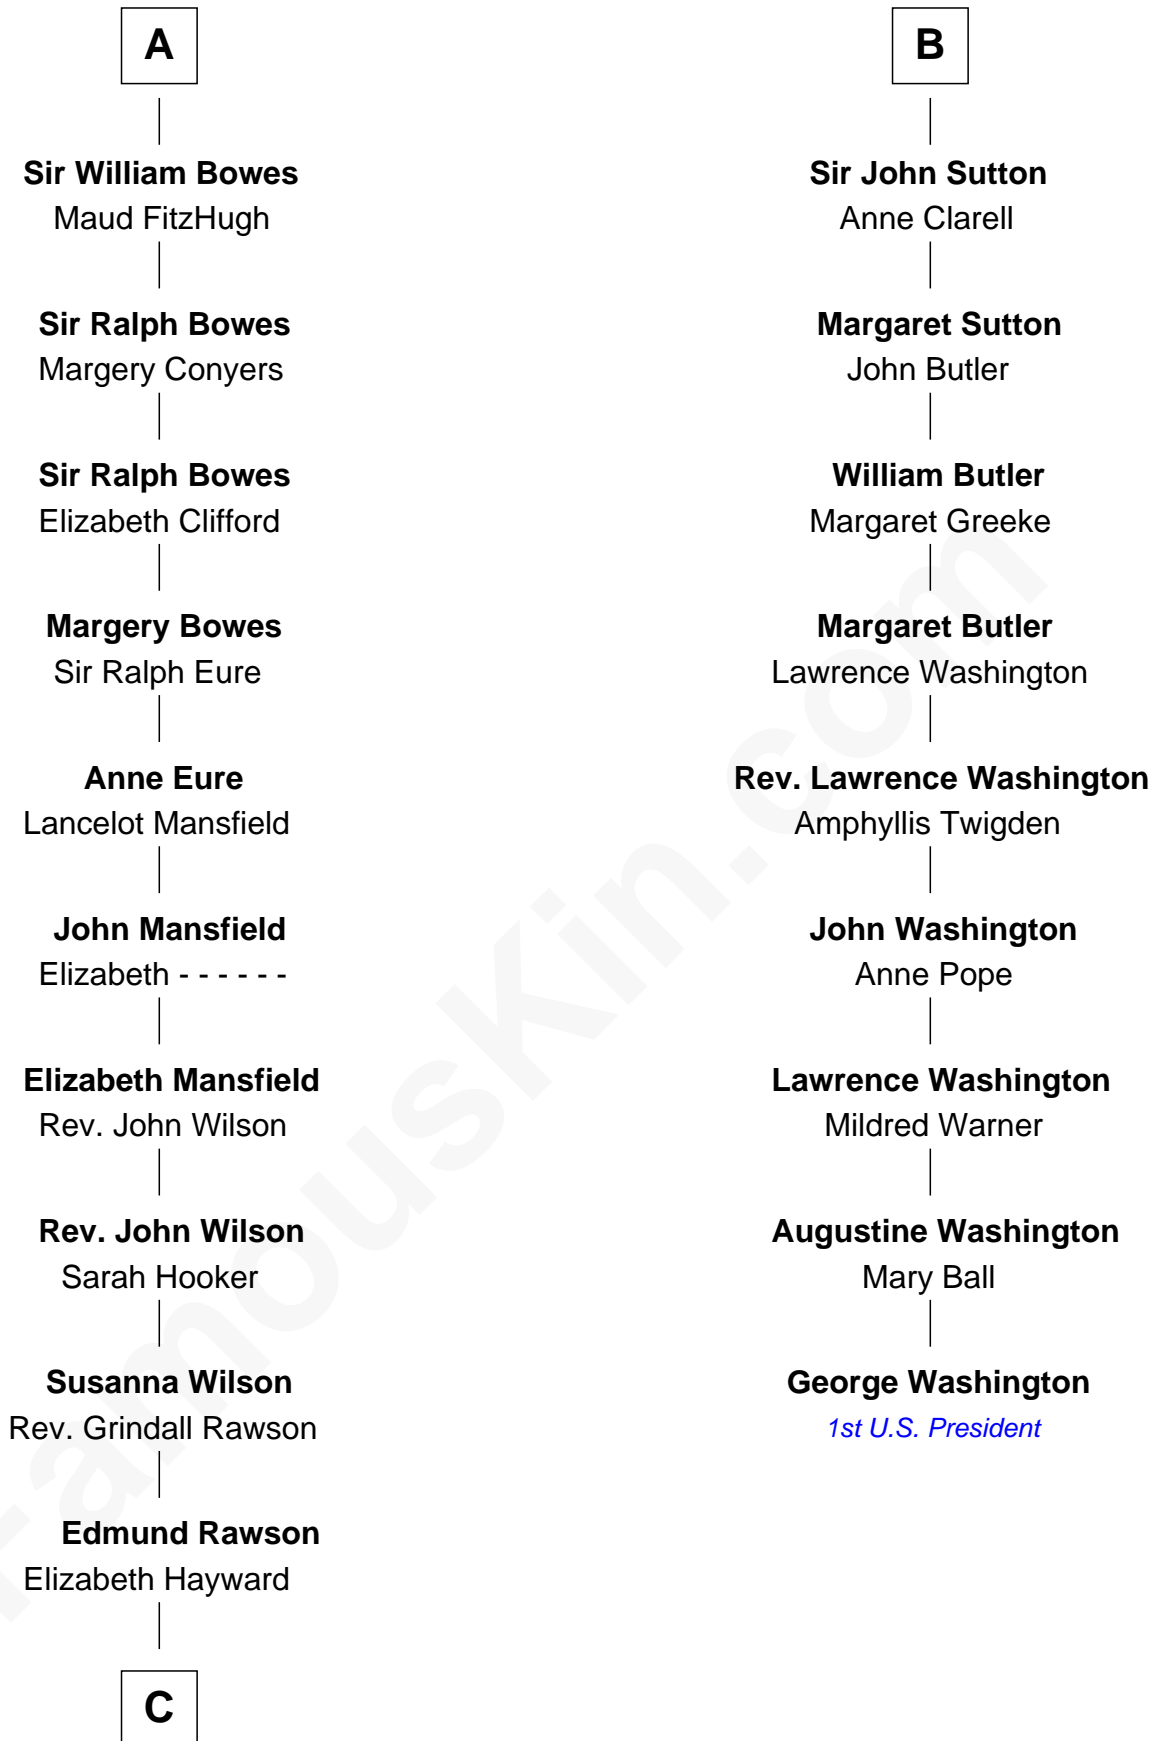 A
Sir William Bowes
Maud FitzHugh
Sir Ralph Bowes
Margery Conyers
Sir Ralph Bowes
Elizabeth Clifford
Margery Bowes
Sir Ralph Eure
Anne Eure
Lancelot Mansfield
John Mansfield
Elizabeth - - - - - -
Elizabeth Mansfield
Rev. John Wilson
Rev. John Wilson
Sarah Hooker
Susanna Wilson
Rev. Grindall Rawson
Edmund Rawson
Elizabeth Hayward
C
B
Sir John Sutton
Anne Clarell
Margaret Sutton
John Butler
William Butler
Margaret Greeke
Margaret Butler
Lawrence Washington
Rev. Lawrence Washington
Amphyllis Twigden
John Washington
Anne Pope
Lawrence Washington
Mildred Warner
Augustine Washington
Mary Ball
George Washington
1st U.S. President
FamousKin.com